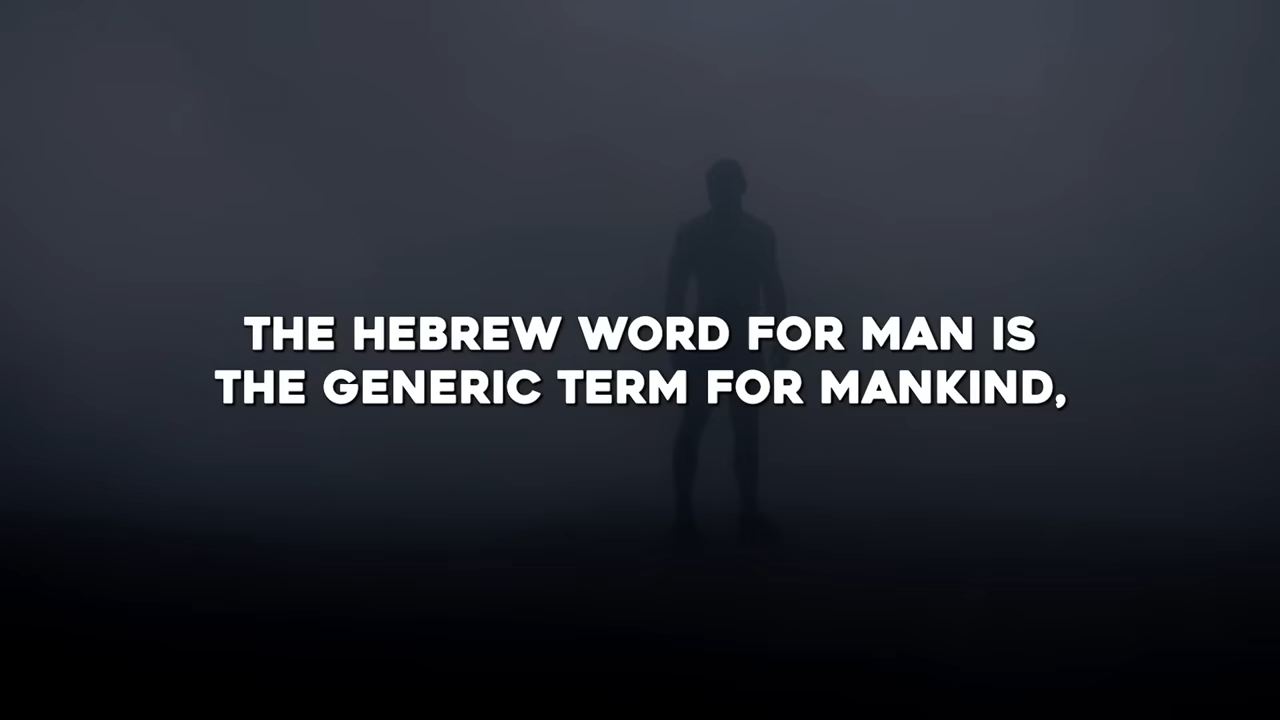 THE HEBREW WORD FOR MAN IS
THE GENERIC TERM FOR MANKIND,